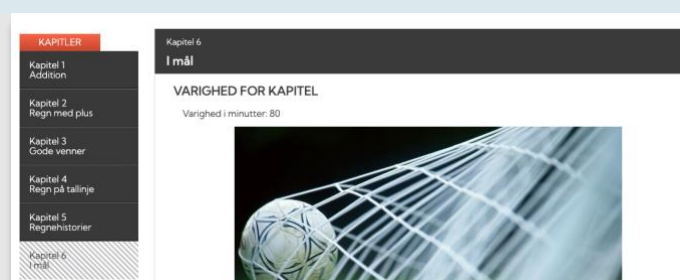 KAPITLER
Kapitel 1
Addition
Kapitel 2
Regn med plus
Kapitel 3
Gode venner
Kapitel 4
Regn på tallinje
Kapitel 5
Regnehistorier
Kapitel 6
I mål
Kapitel 6
I mål
VARIGHED FOR KAPITEL
Varighed i minutter: 80